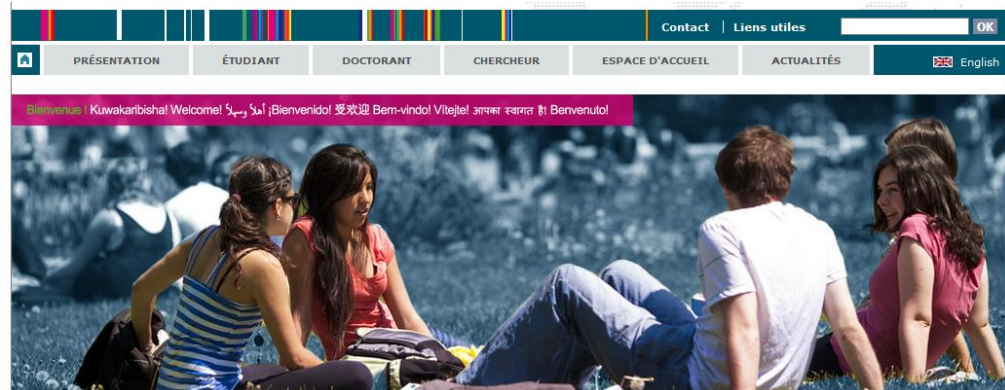 Contact | Liens utiles OK
PRÉSENTATION ÉTUDIANT DOCTORANT CHERCHEUR ESPACE D'ACCUEIL ACTUALITÉS English
Bienvenue ! Kuwakaribisha! Welcome! أهلاً وسهلاً ¡Bienvenido! 受欢迎 Bem-vindo! Vítejte! आपका स्वागत है! Benvenuto!